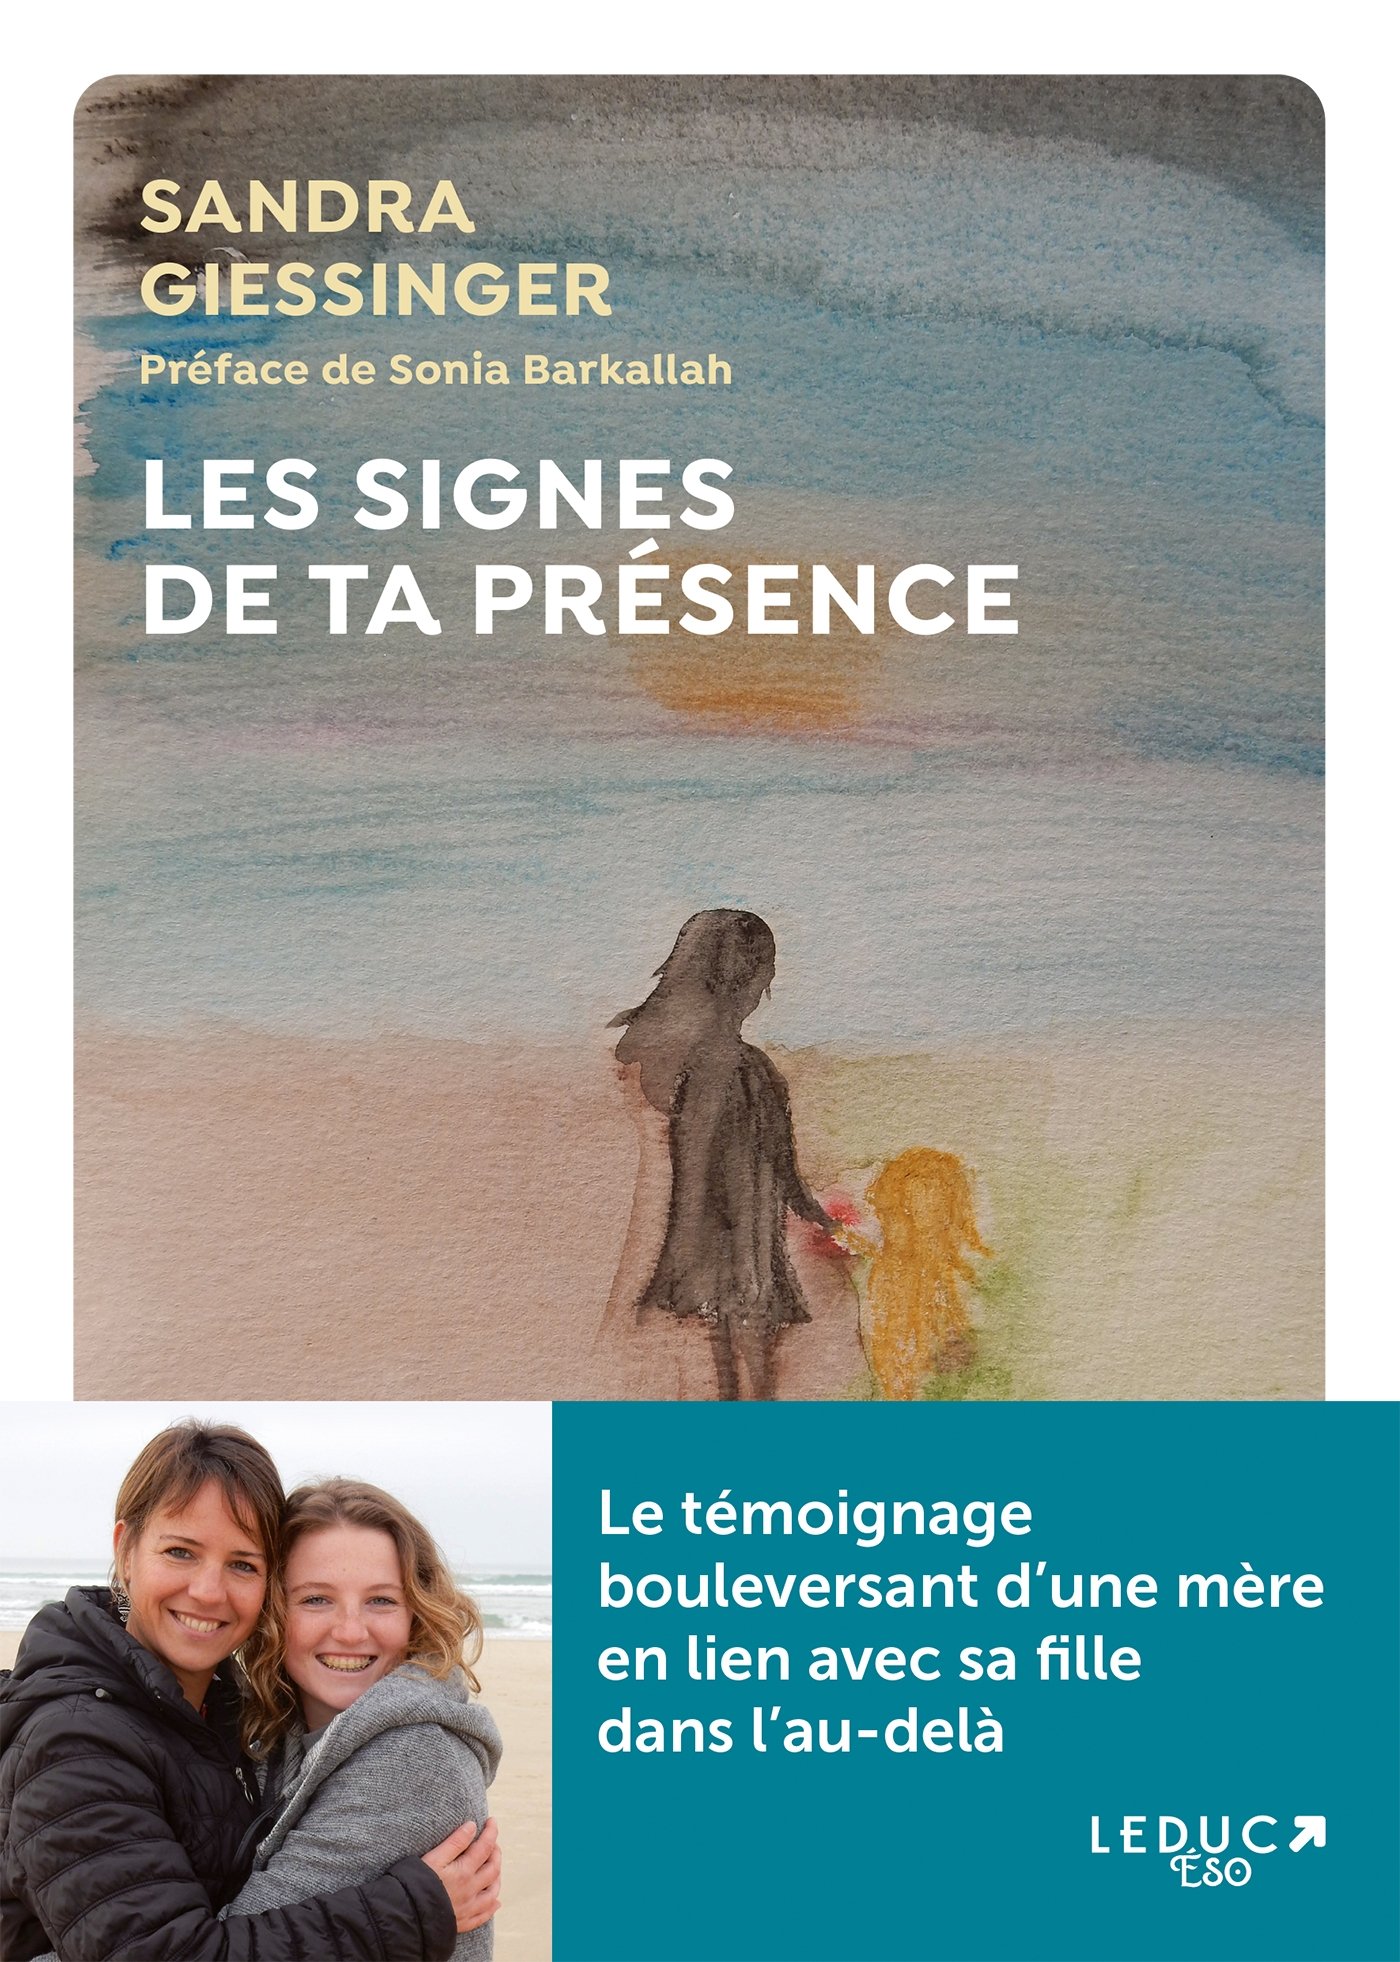 SANDRA
GIESSINGER
Préface de Sonia Barkallah
LES SIGNES
DE TA PRÉSENCE
Le témoignage
bouleversant d’une mère
en lien avec sa fille
dans l’au-delà
LEDUC
ÉSO